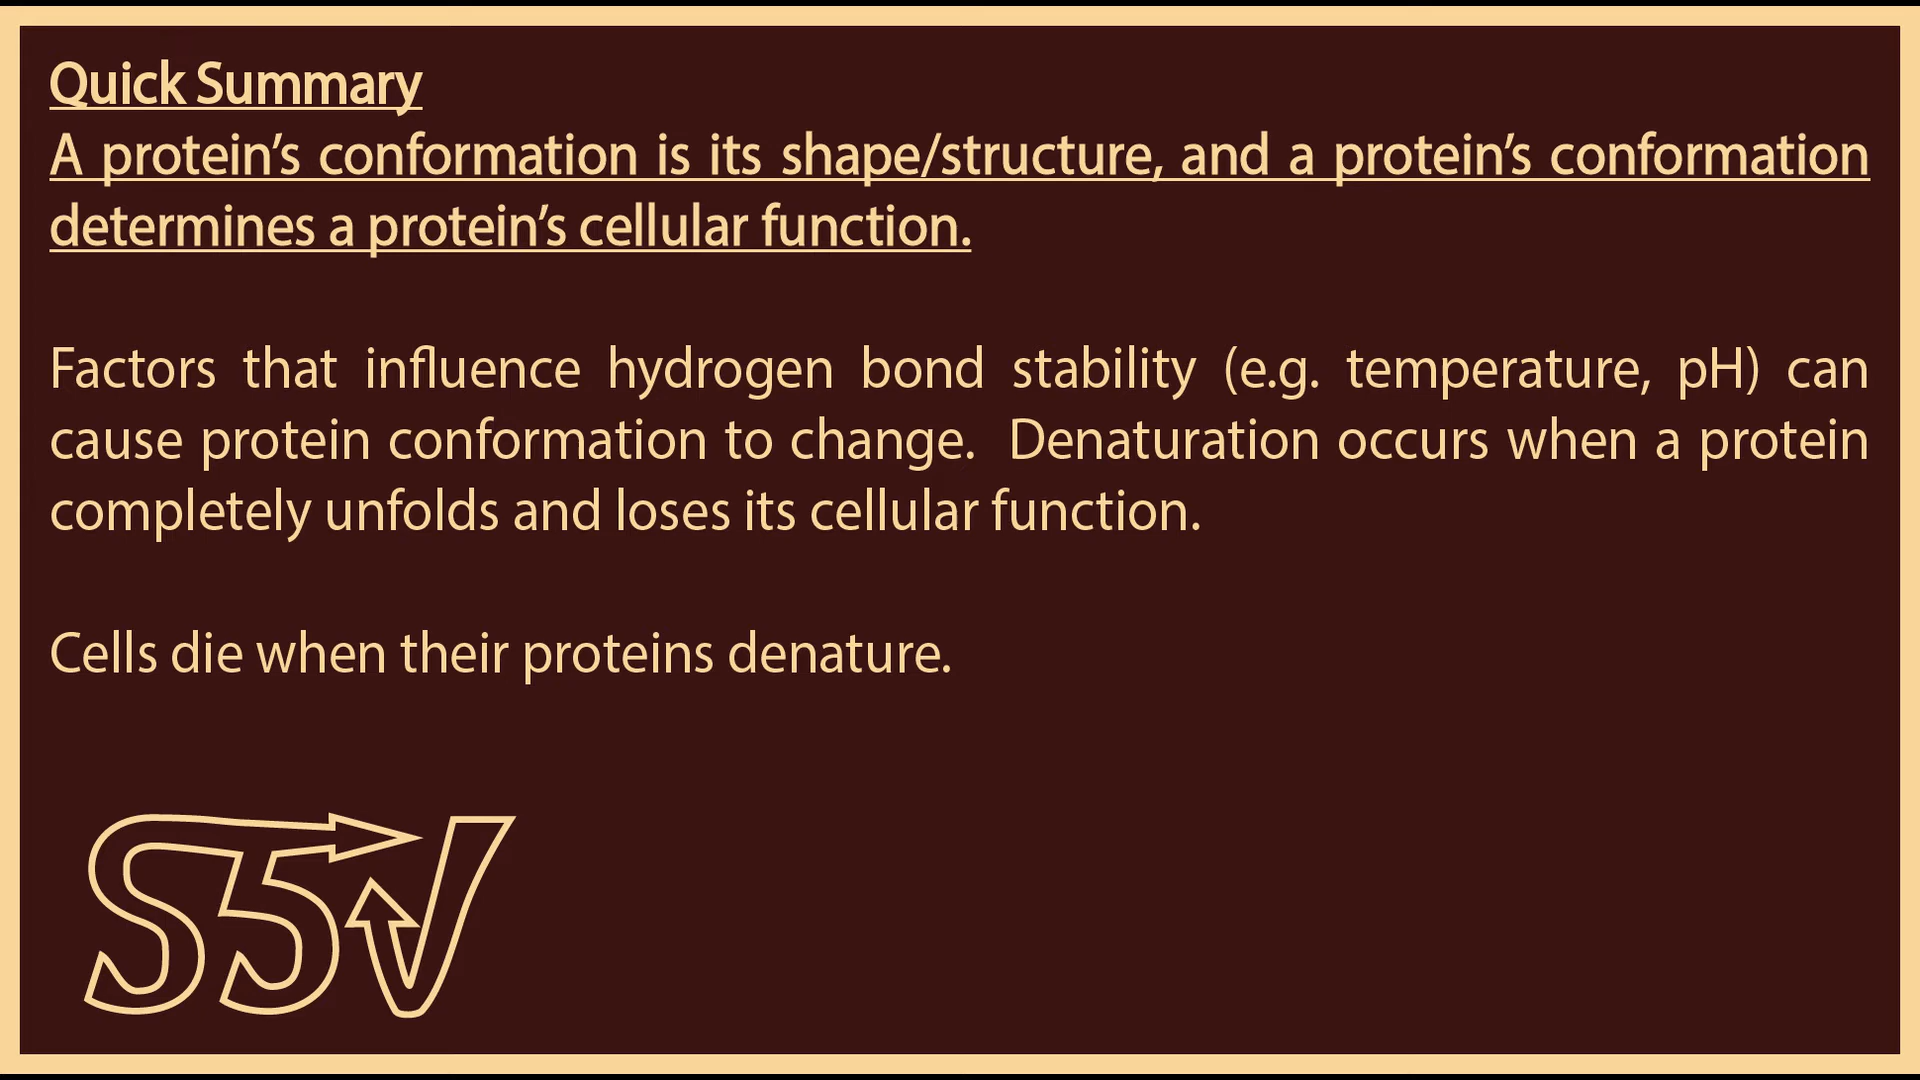 Quick Summary
A protein’s conformation is its shape/structure, and a protein’s conformation
determines a protein’s cellular function.
Factors that influence hydrogen bond stability (e.g. temperature, pH) can
cause protein conformation to change. Denaturation occurs when a protein
completely unfolds and loses its cellular function.
Cells die when their proteins denature.
S5V